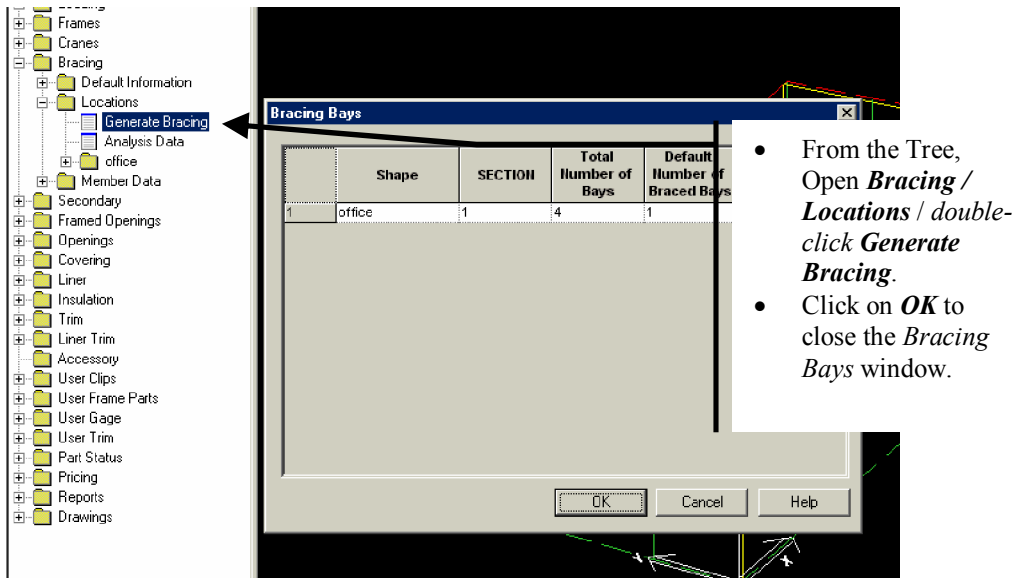 Frames
Cranes
Bracing
Default Information
Locations
Generate Bracing
Analysis Data
office
Member Data
Secondary
Framed Openings
Openings
Covering
Liner
Insulation
Trim
Liner Trim
Accessory
User Clips
User Frame Parts
User Gage
User Trim
Part Status
Pricing
Reports
Drawings
Bracing Bays
Shape
SECTION
Total
Number of
Bays
Default
Number of
Braced Bays
1 office 1 4 1
OK
Cancel
Help
• From the Tree,
Open Bracing /
Locations / double-
click Generate
Bracing.
• Click on OK to
close the Bracing
Bays window.
X